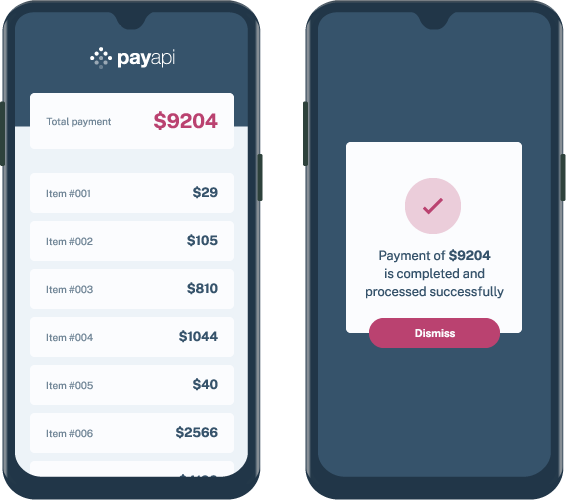 payapi
Total payment $9204
Item #001 $29
Item #002 $105
Item #003 $810
Item #004 $1044
Item #005 $40
Item #006 $2566
Payment of $9204
is completed and
processed successfully
Dismiss